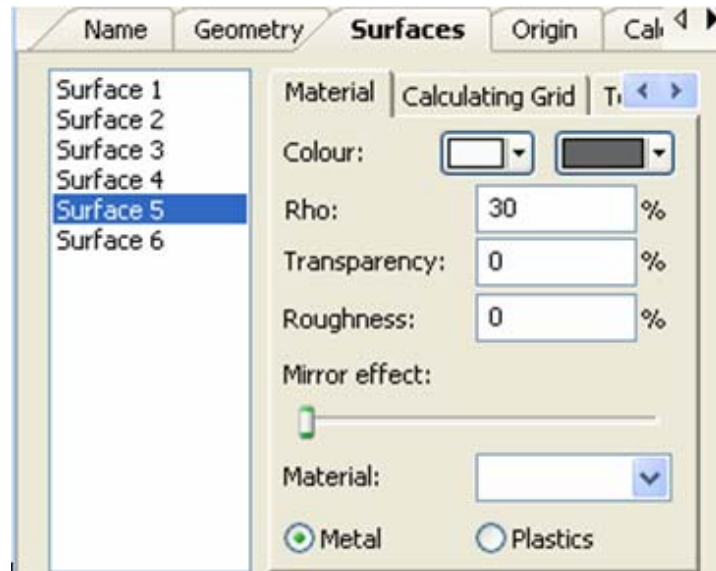 Name Geometry Surfaces Origin
Surface 1
Surface 2
Surface 3
Surface 4
Surface 5
Surface 6
Material Calculating Grid
Colour:
Rho: 30 %
Transparency: 0 %
Roughness: 0 %
Mirror effect:
Material:
Metal Plastics